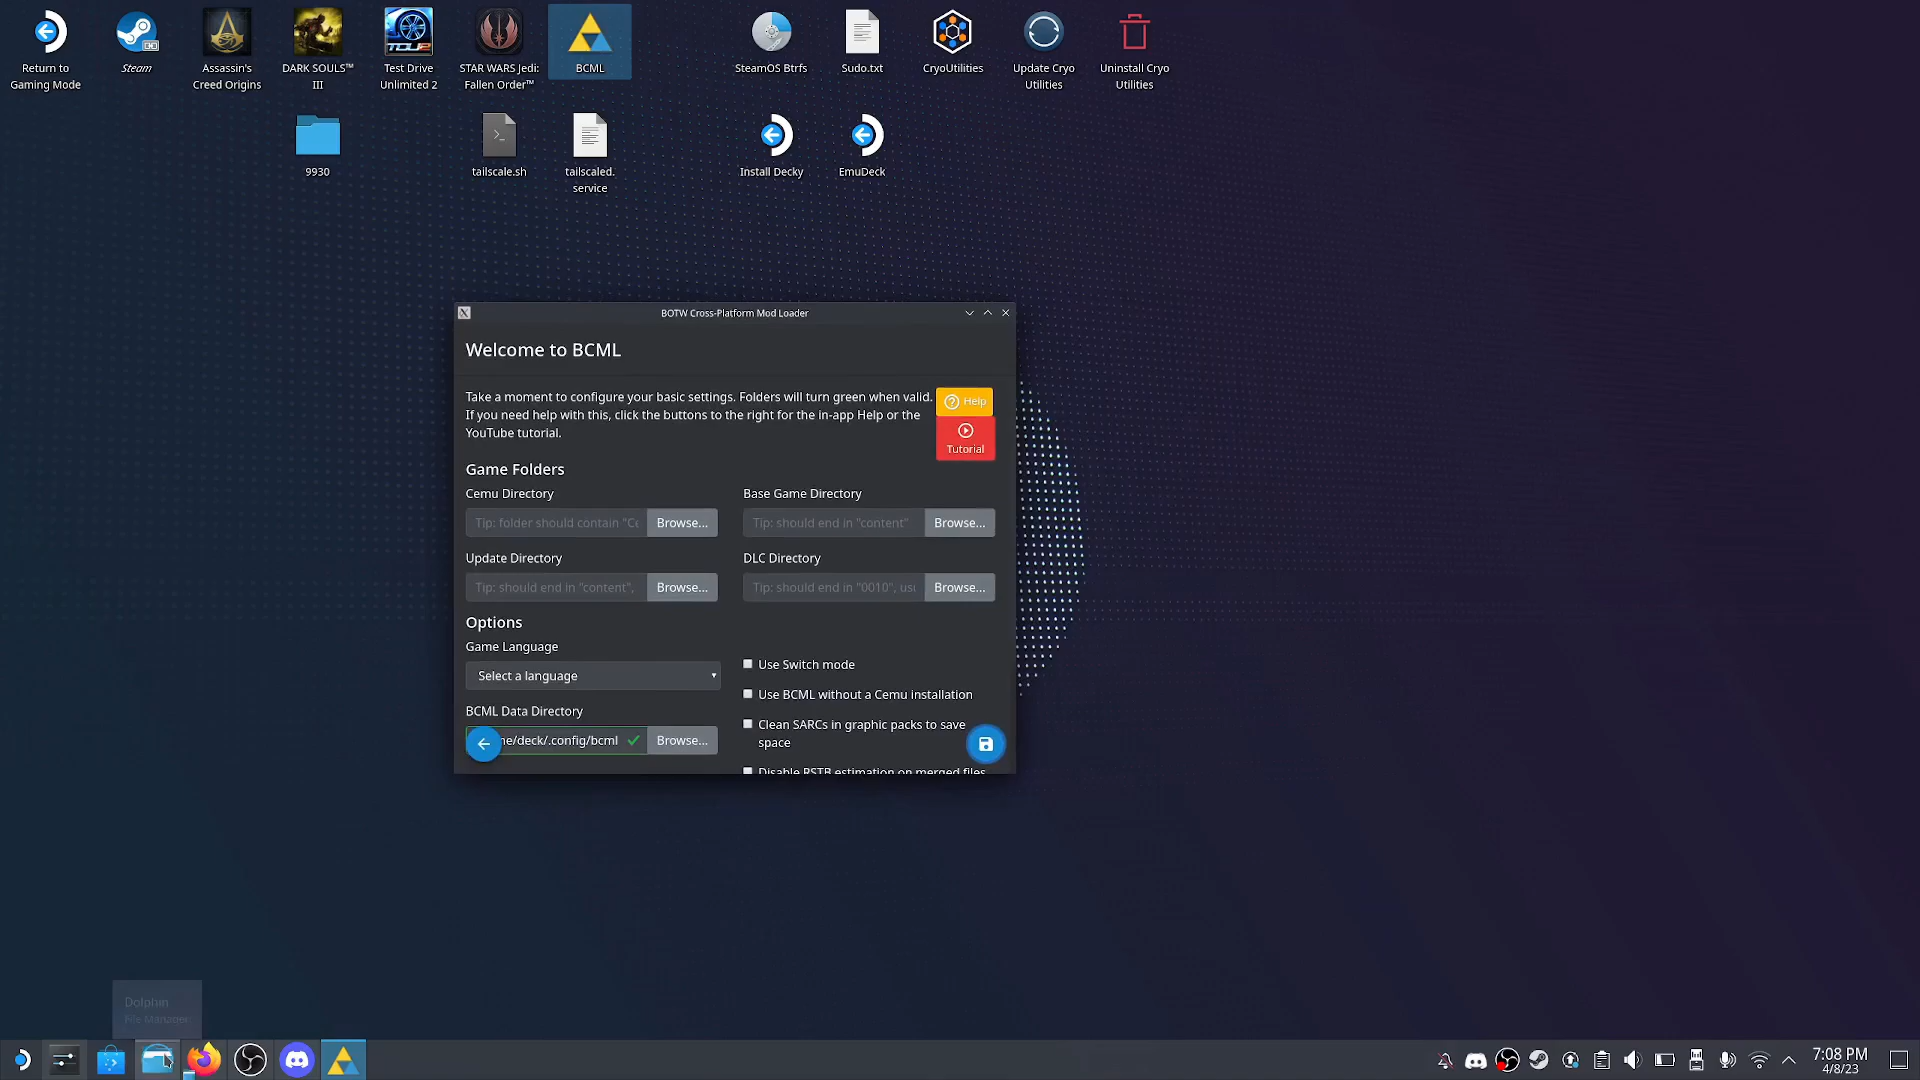 Return to
Gaming Mode
Steam
Assassin's
Creed Origins
DARK SOULS™
III
Test Drive
Unlimited 2
STAR WARS Jedi:
Fallen Order™
BCML
SteamOS Btrfs
Sudo.txt
CryoUtilities
Update Cryo
Utilities
Uninstall Cryo
Utilities
9930
tailscale.sh
tailscaled.
service
Install Decky
EmuDeck
BOTW Cross-Platform Mod Loader
Welcome to BCML
Take a moment to configure your basic settings. Folders will turn green when valid.
If you need help with this, click the buttons to the right for the in-app Help or the
YouTube tutorial.
Help
Tutorial
Game Folders
Cemu Directory
Base Game Directory
Tip: folder should contain "Ce
Browse...
Tip: should end in "content"
Browse...
Update Directory
DLC Directory
Tip: should end in "content",
Browse...
Tip: should end in "0010", usu
Browse...
Options
Game Language
Select a language
Use Switch mode
Use BCML without a Cemu installation
BCML Data Directory
Clean SARCs in graphic packs to save
space
ne/deck/.config/bcml
Browse...
Disable RSTB estimation on merged files
Dolphin
File Manager
7:08 PM
4/8/23